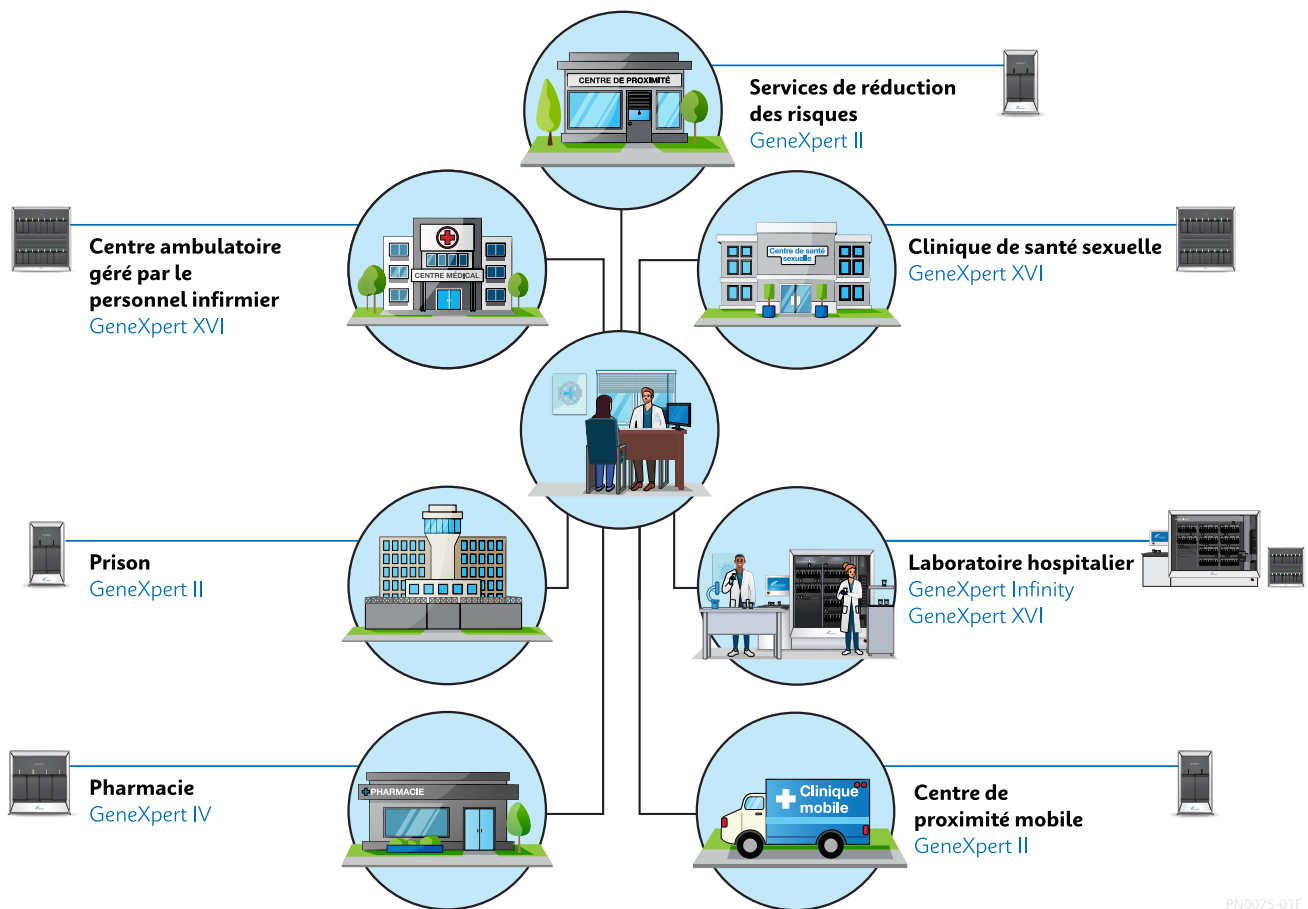 CENTRE DE PROXIMITÉ
Services de réduction
des risques
GeneXpert II
Centre ambulatoire
géré par le
personnel infirmier
GeneXpert XVI
CENTRE MÉDICAL
Centre de santé
sexuelle
Clinique de santé sexuelle
GeneXpert XVI
Prison
GeneXpert II
Laboratoire hospitalier
GeneXpert Infinity
GeneXpert XVI
Pharmacie
GeneXpert IV
PHARMACIE
Clinique
mobile
Centre de
proximité mobile
GeneXpert II
PN0075-01F